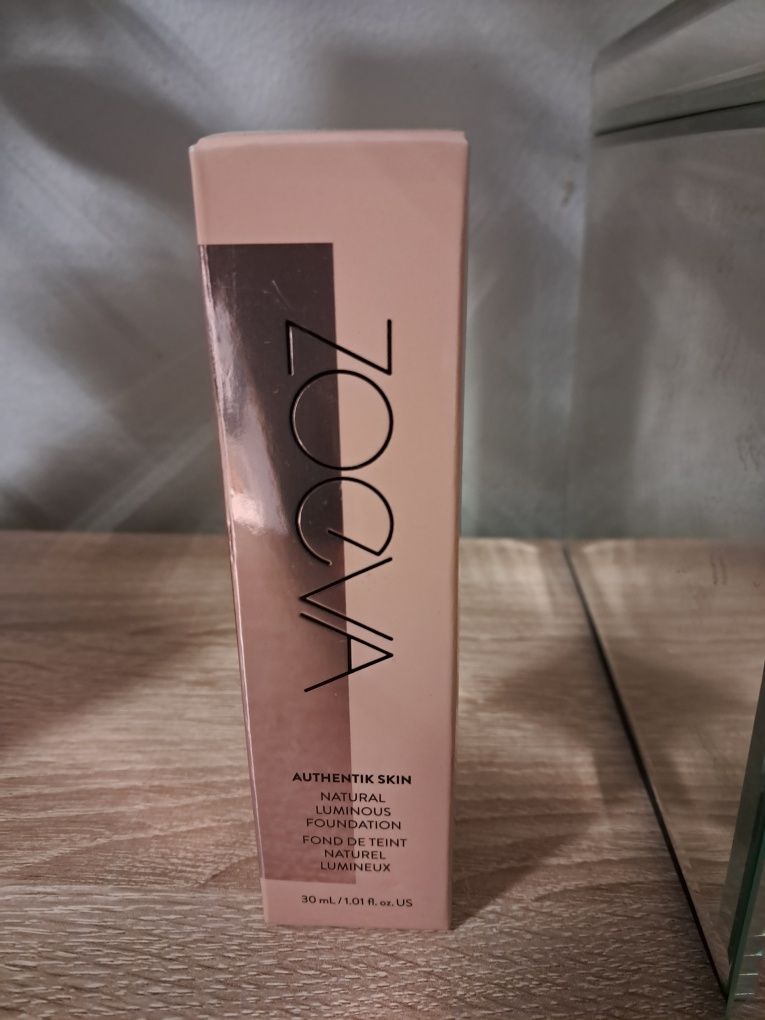 ZOEVA
AUTHENTIK SKIN
NATURAL
LUMINOUS
FOUNDATION
FOND DE TEINT
NATUREL
LUMINEUX
30 mL / 1.01 fl. oz. US